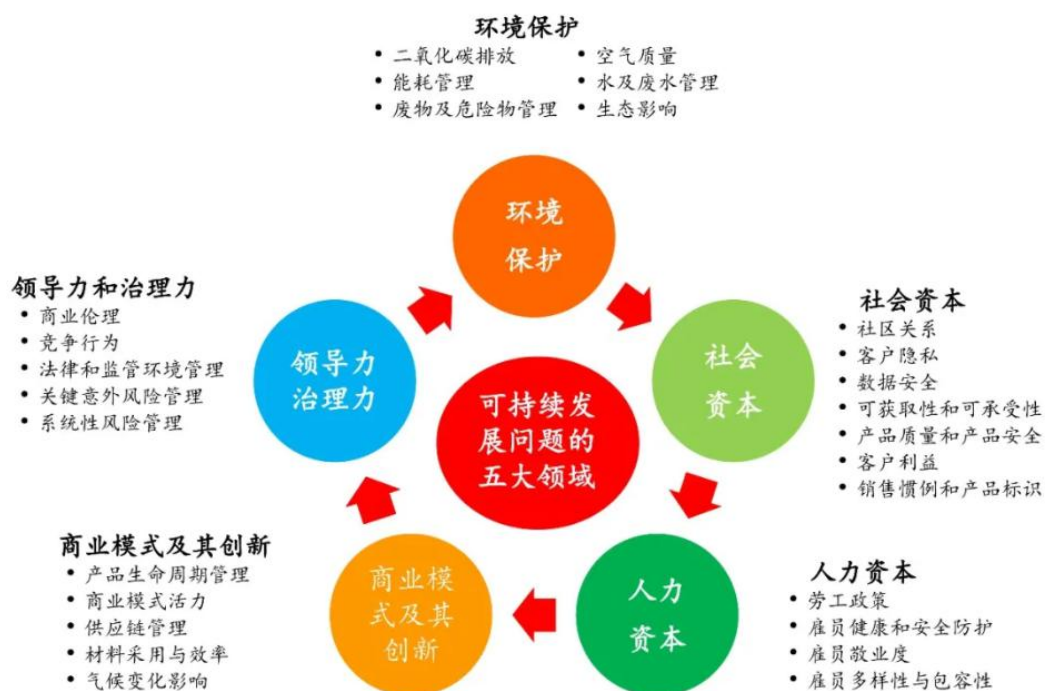 环境保护
• 二氧化碳排放
• 能耗管理
• 废物及危险物管理
• 空气质量
• 水及废水管理
• 生态影响
环境
保护
社会资本
• 社区关系
• 客户隐私
• 数据安全
• 可获取性和可承受性
• 产品质量和产品安全
• 客户利益
• 销售惯例和产品标识
社会
资本
人力资本
• 劳工政策
• 雇员健康和安全防护
• 雇员敬业度
• 雇员多样性与包容性
人力
资本
商业模式及其创新
• 产品生命周期管理
• 商业模式活力
• 供应链管理
• 材料采用与效率
• 气候变化影响
商业模
式及其
创新
领导力和治理力
• 商业伦理
• 竞争行为
• 法律和监管环境管理
• 关键意外风险管理
• 系统性风险管理
领导力
治理力
可持续发
展问题的
五大领域